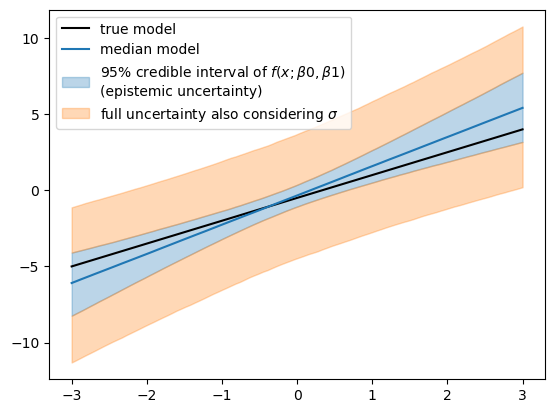 true model
median model
95% credible interval of f(x; β0, β1)
(epistemic uncertainty)
full uncertainty also considering σ
10
5
0
−5
−10
−3 −2 −1 0 1 2 3